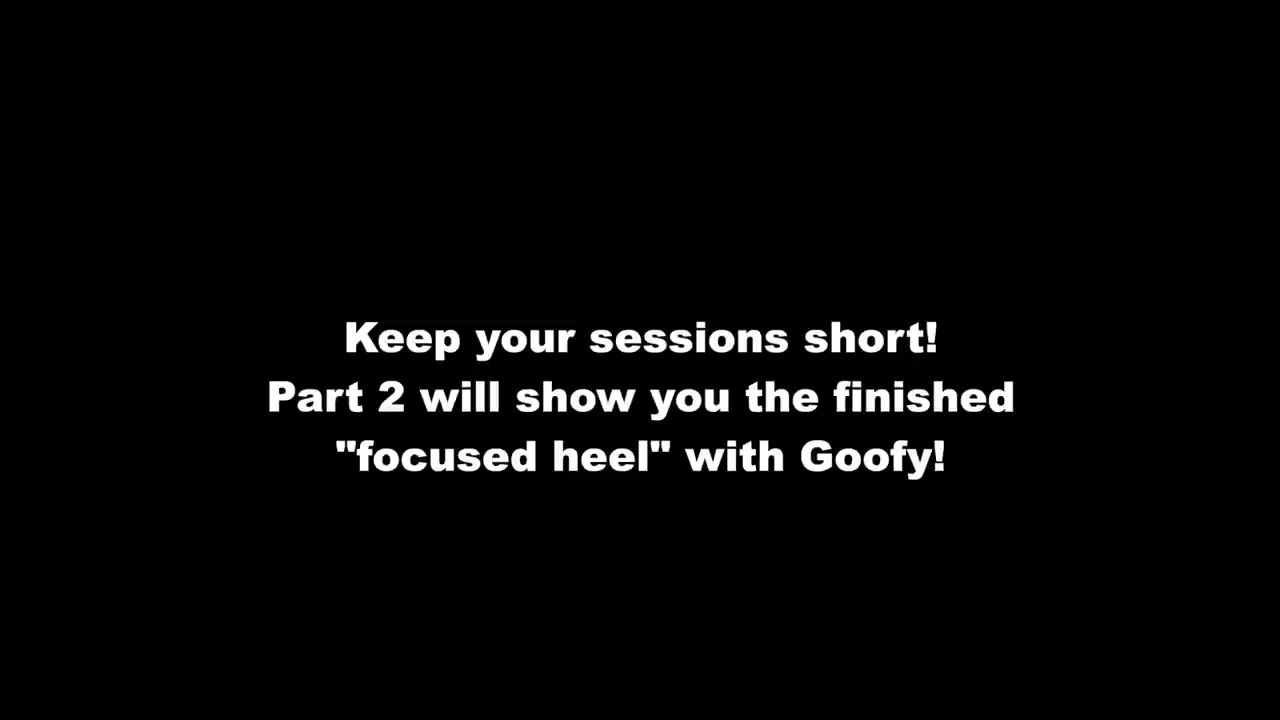 Keep your sessions short!
Part 2 will show you the finished
"focused heel" with Goofy!